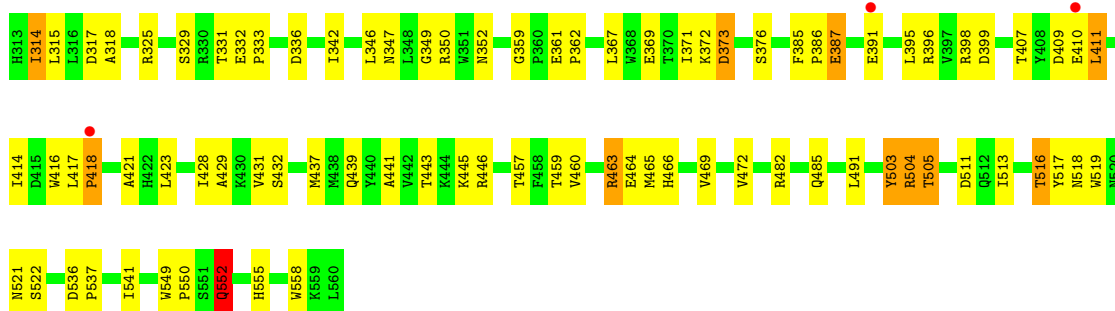 H313 I314 L315 L316 D317 A318 R325 S329 R330 T331 E332 P333 D336 I342 L346 N347 L348 G349 R350 W351 N352 G359 P360 E361 P362 L367 W368 E369 T370 I371 K372 D373 S376 F385 P386 E387 E391 L395 R396 V397 R398 D399 T407 Y408 D409 E410 L411
I414 D415 W416 L417 P418 A421 H422 L423 I428 A429 K430 V431 S432 M437 M438 Q439 Y440 A441 V442 T443 K444 K445 R446 T457 F458 T459 V460 R463 E464 M465 H466 V469 V472 R482 Q485 L491 Y503 R504 T505 D511 Q512 I513 T516 Y517 N518 W519 N520
N521 S522 D536 P537 I541 W549 P550 S551 Q552 H555 W558 K559 L560